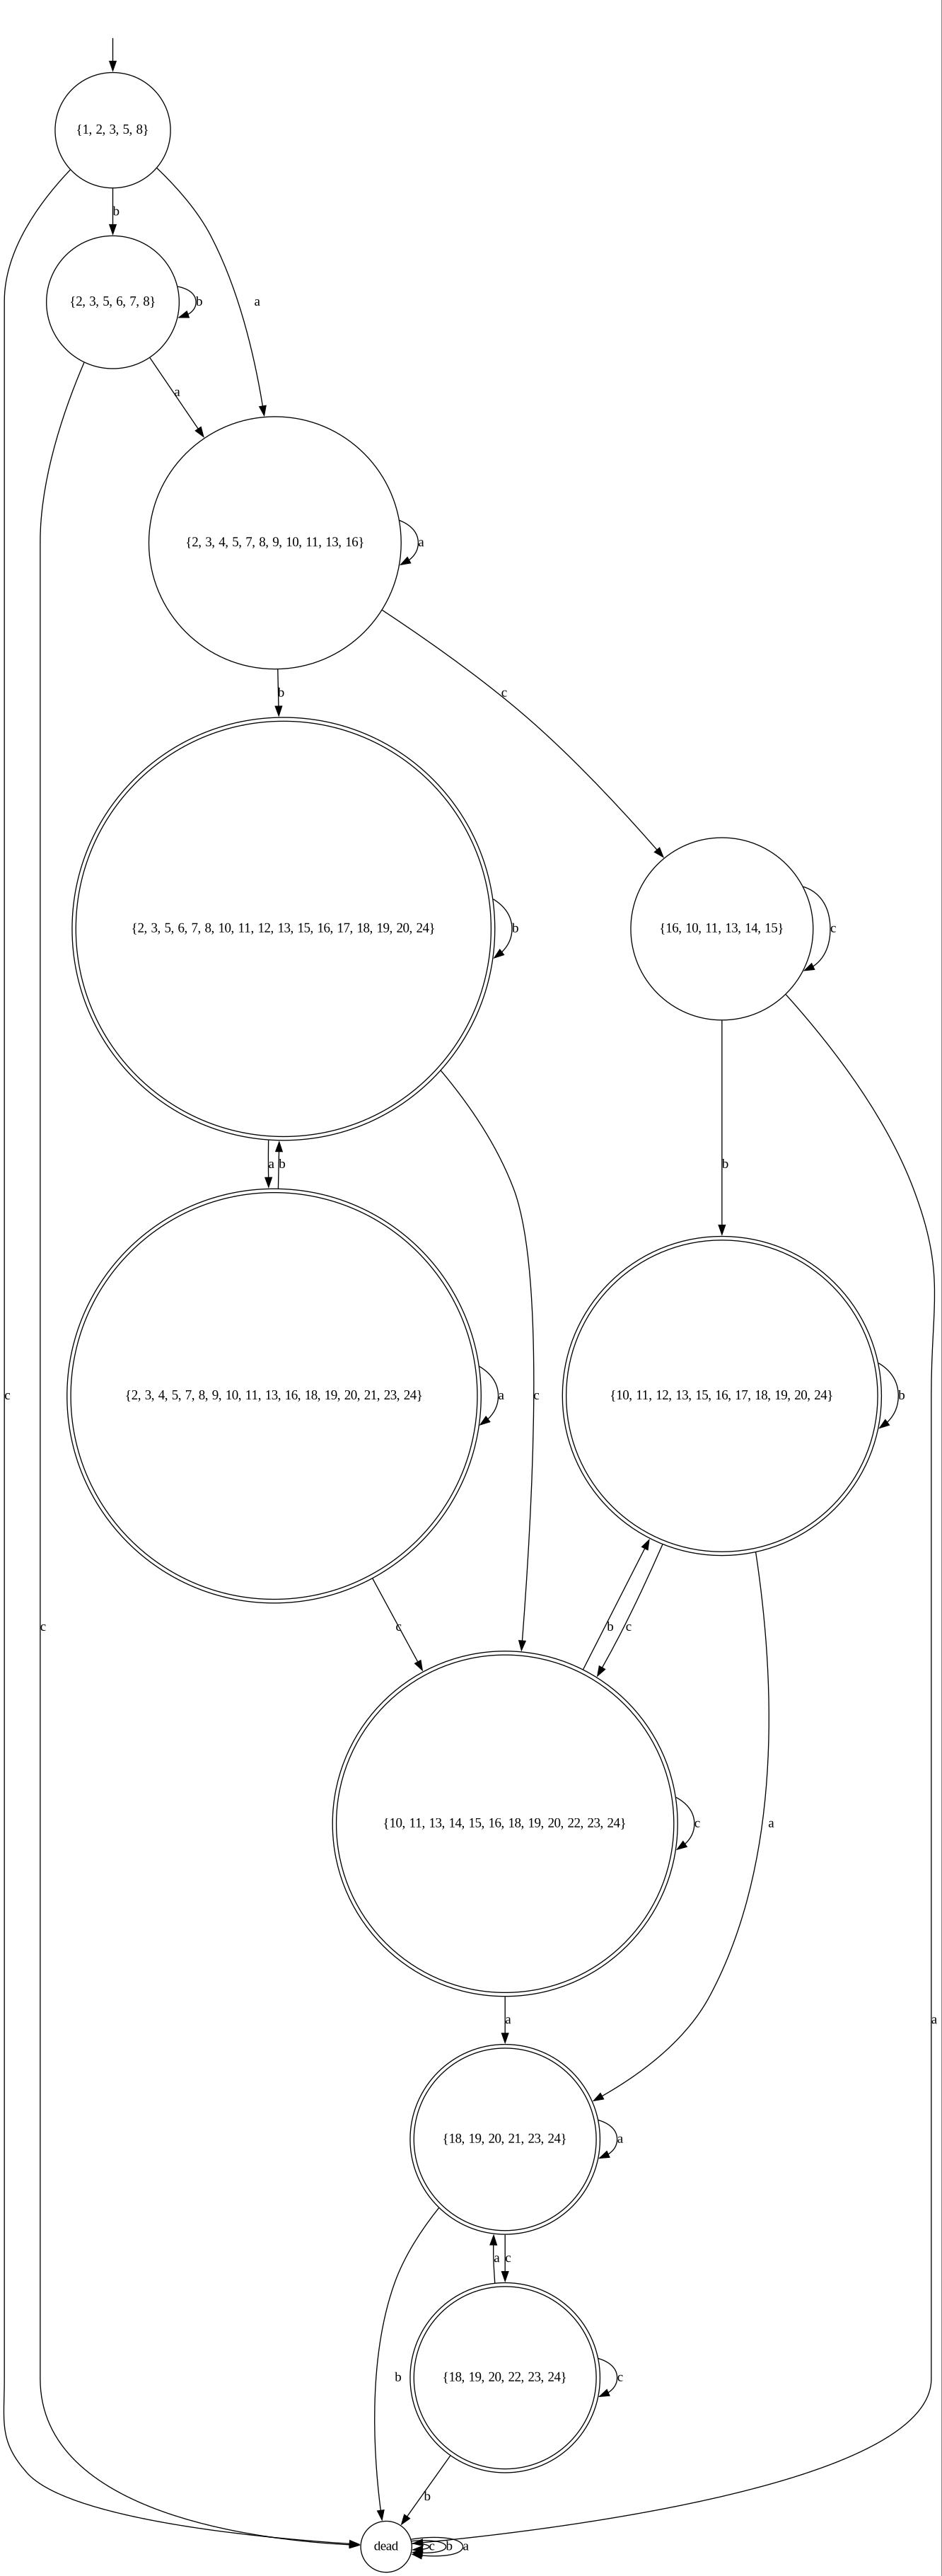 {1, 2, 3, 5, 8}
b
{2, 3, 5, 6, 7, 8}
b
a
a
{2, 3, 4, 5, 7, 8, 9, 10, 11, 13, 16}
a
b
c
{2, 3, 5, 6, 7, 8, 10, 11, 12, 13, 15, 16, 17, 18, 19, 20, 24}
b
{16, 10, 11, 13, 14, 15}
c
a
b
b
c
{2, 3, 4, 5, 7, 8, 9, 10, 11, 13, 16, 18, 19, 20, 21, 23, 24}
a
c
{10, 11, 12, 13, 15, 16, 17, 18, 19, 20, 24}
b
c
c
b
c
{10, 11, 13, 14, 15, 16, 18, 19, 20, 22, 23, 24}
c
a
a
a
{18, 19, 20, 21, 23, 24}
a
a
c
b
{18, 19, 20, 22, 23, 24}
c
b
dead
c
b
a